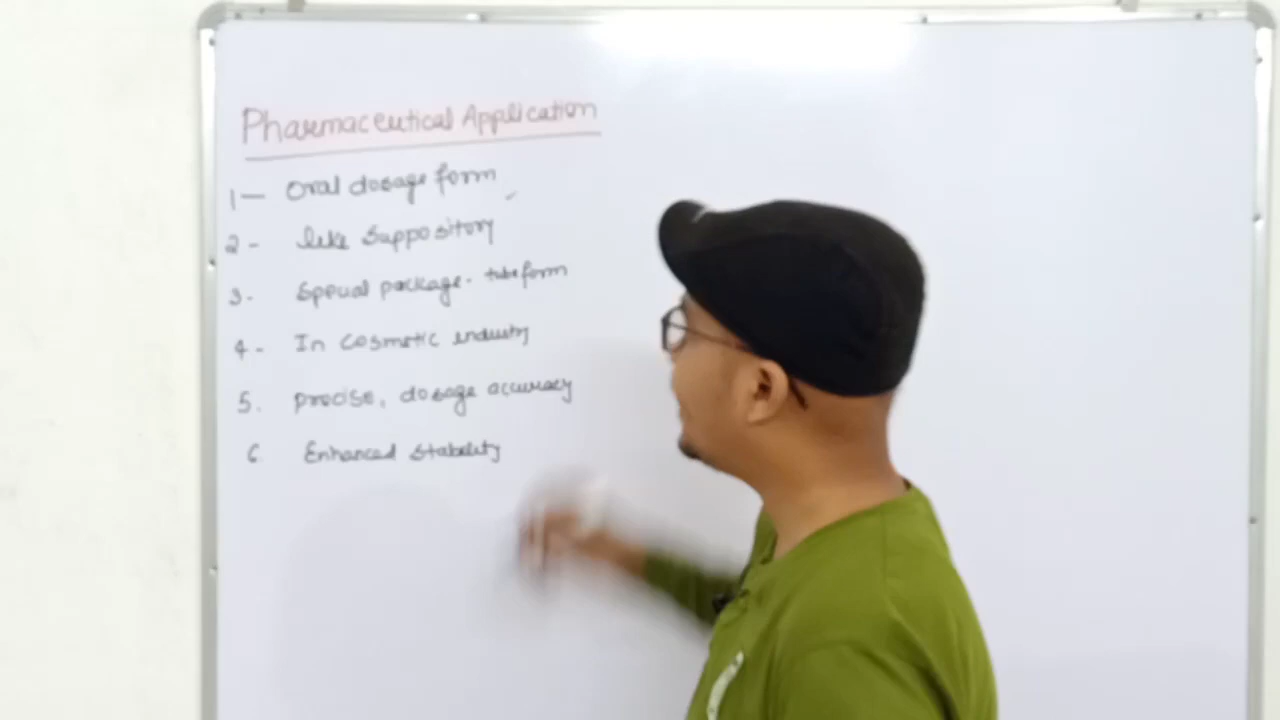 Pharmaceutical Application
1- Oral dosage form
2- like suppository
3- Special package- tube form
4- In cosmetic industry
5. precise, dosage accuracy
6. Enhanced stability